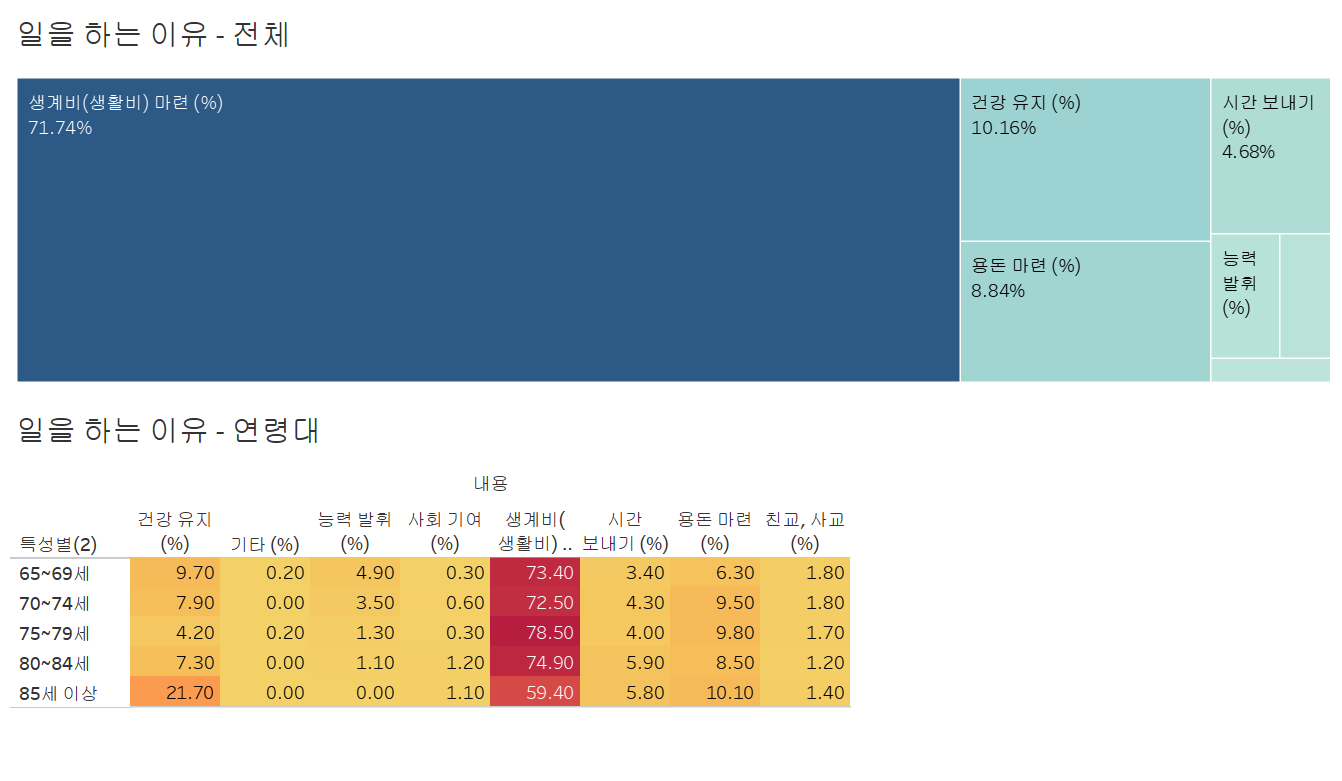 일을 하는 이유 - 전체
생계비(생활비) 마련 (%)
71.74%
건강 유지 (%)
10.16%
시간 보내기
(%)
4.68%
용돈 마련 (%)
8.84%
능력
발휘
(%)
일을 하는 이유 - 연령대
내용
특성별(2) 건강 유지 (%) 기타 (%) 능력 발휘 (%) 사회 기여 (%) 생계비( 생활비) .. 시간 보내기 (%) 용돈 마련 (%) 친교, 사교 (%)
65~69세 9.70 0.20 4.90 0.30 73.40 3.40 6.30 1.80
70~74세 7.90 0.00 3.50 0.60 72.50 4.30 9.50 1.80
75~79세 4.20 0.20 1.30 0.30 78.50 4.00 9.80 1.70
80~84세 7.30 0.00 1.10 1.20 74.90 5.90 8.50 1.20
85세 이상 21.70 0.00 0.00 1.10 59.40 5.80 10.10 1.40